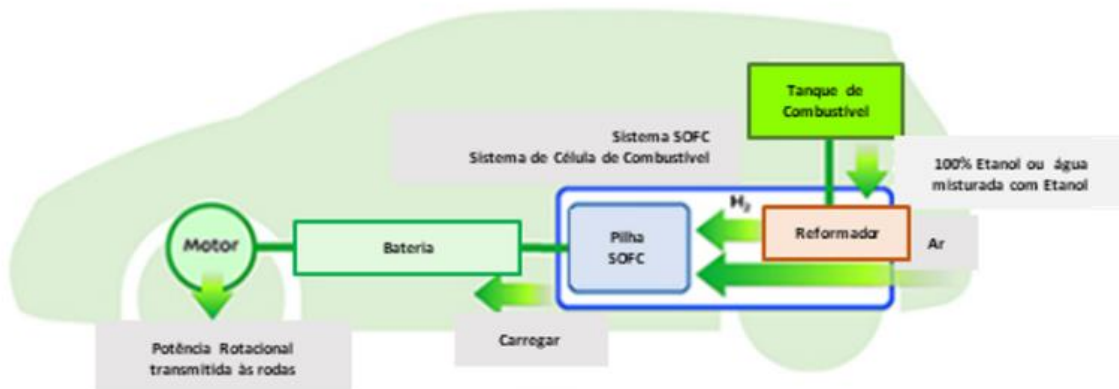 Tanque de
Combustível
Sistema SOFC
Sistema de Célula de Combustível
100% Etanol ou água
misturada com Etanol
H₂
Motor
Bateria
Pilha
SOFC
Reformador
Ar
Carregar
Potência Rotacional
transmitida às rodas